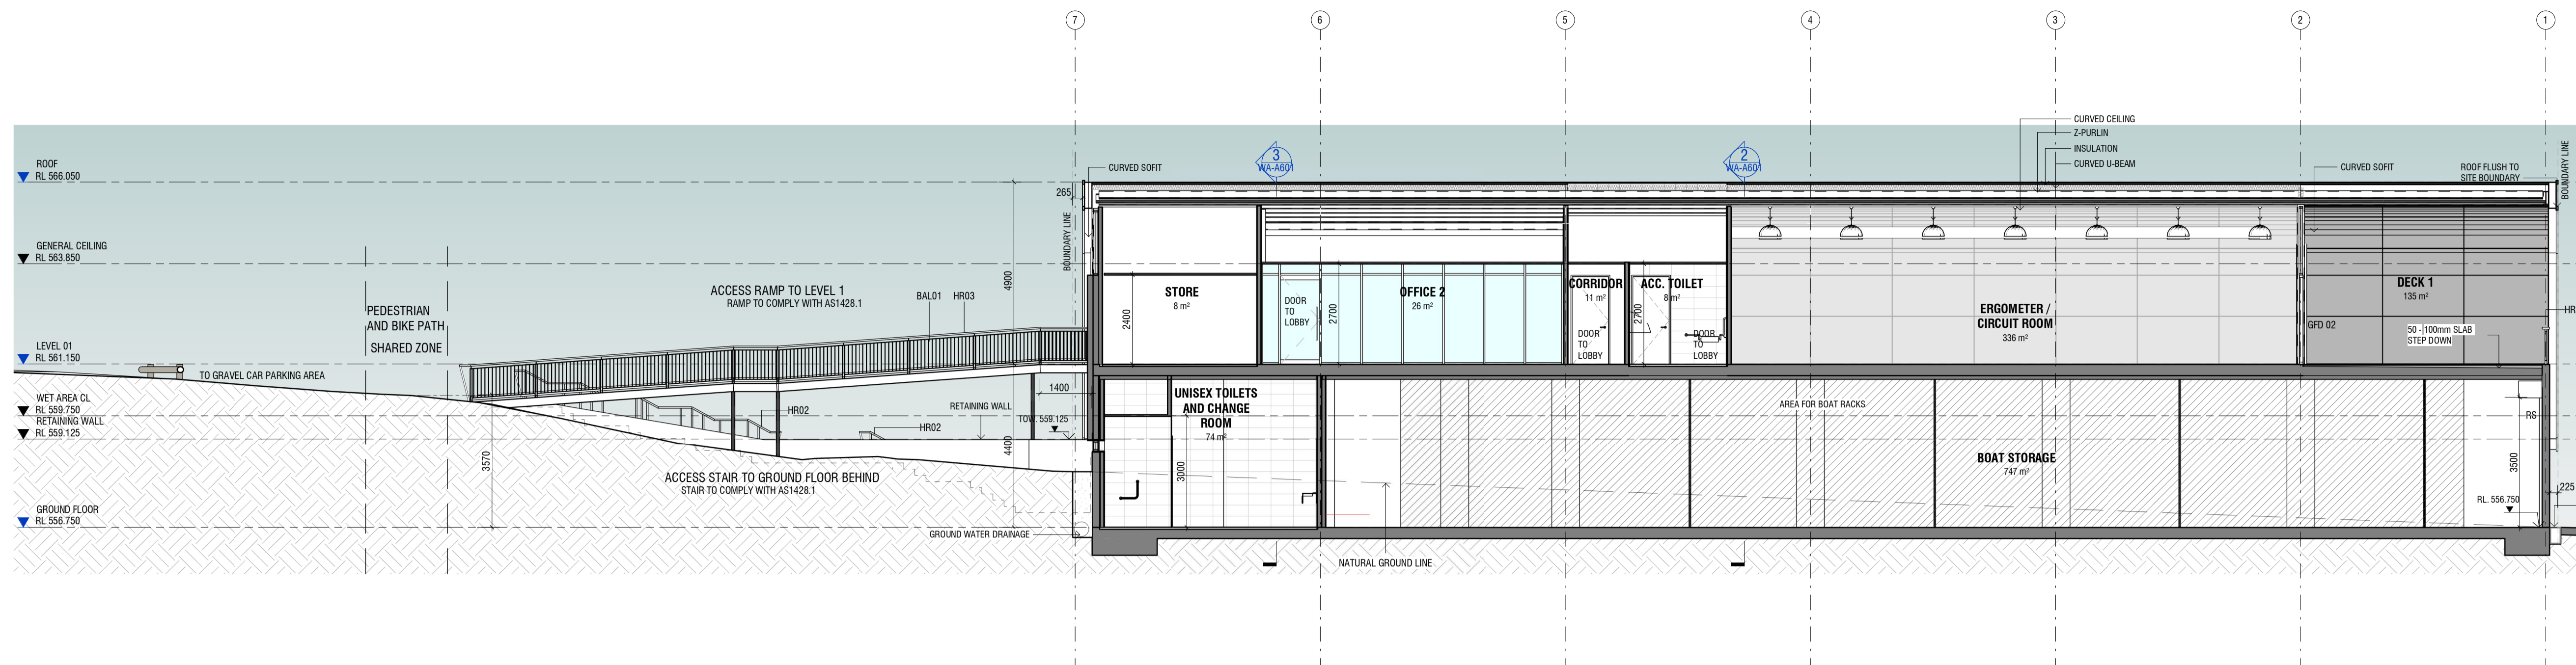 7
6
5
4
3
2
1
CURVED CEILING
Z-PURLIN
INSULATION
CURVED U-BEAM
CURVED SOFIT
3
WA-A601
2
WA-A601
CURVED SOFIT
ROOF FLUSH TO
SITE BOUNDARY
BOUNDARY LINE
ROOF
RL 566.050
265
BOUNDARY LINE
GENERAL CEILING
RL 563.850
4900
ACCESS RAMP TO LEVEL 1
RAMP TO COMPLY WITH AS1428.1
BAL01
HR03
PEDESTRIAN
AND BIKE PATH
SHARED ZONE
STORE
8 m²
2400
DOOR
TO
LOBBY
2700
OFFICE 2
26 m²
CORRIDOR
11 m²
DOOR
TO
LOBBY
ACC. TOILET
8 m²
2700
DOOR
TO
LOBBY
ERGOMETER /
CIRCUIT ROOM
336 m²
DECK 1
135 m²
GFD 02
50 - 100mm SLAB
STEP DOWN
HR
LEVEL 01
RL 561.150
TO GRAVEL CAR PARKING AREA
WET AREA CL
RL 559.750
RETAINING WALL
RL 559.125
HR02
HR02
RETAINING WALL
1400
TOW. 559.125
4400
3570
UNISEX TOILETS
AND CHANGE
ROOM
74 m²
3000
AREA FOR BOAT RACKS
BOAT STORAGE
747 m²
RS
3500
RL. 556.750
225
ACCESS STAIR TO GROUND FLOOR BEHIND
STAIR TO COMPLY WITH AS1428.1
GROUND FLOOR
RL 556.750
GROUND WATER DRAINAGE
NATURAL GROUND LINE